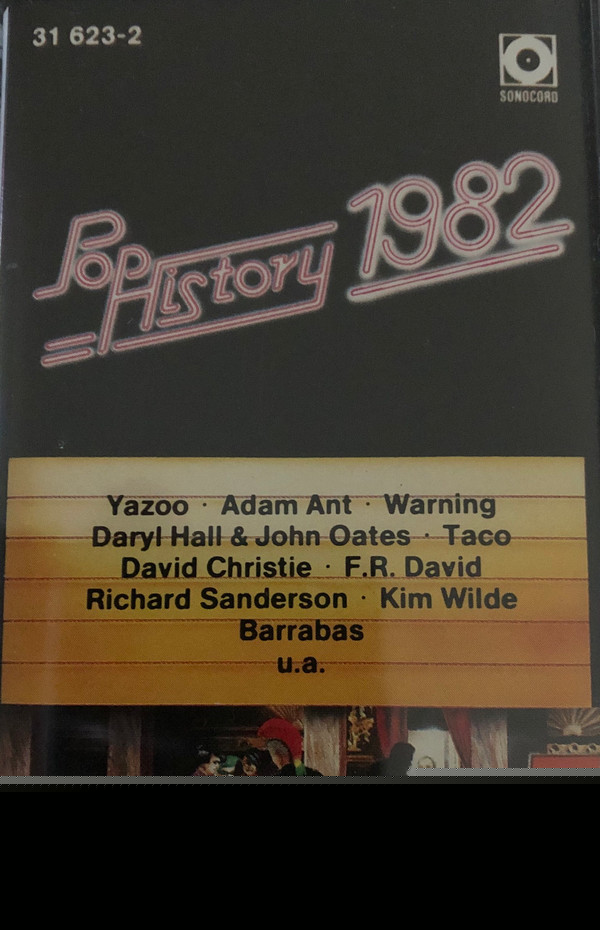 31 623-2
SONOCORD
Pop History 1982
Yazoo · Adam Ant · Warning
Daryl Hall & John Oates · Taco
David Christie · F.R. David
Richard Sanderson · Kim Wilde
Barrabas
u.a.